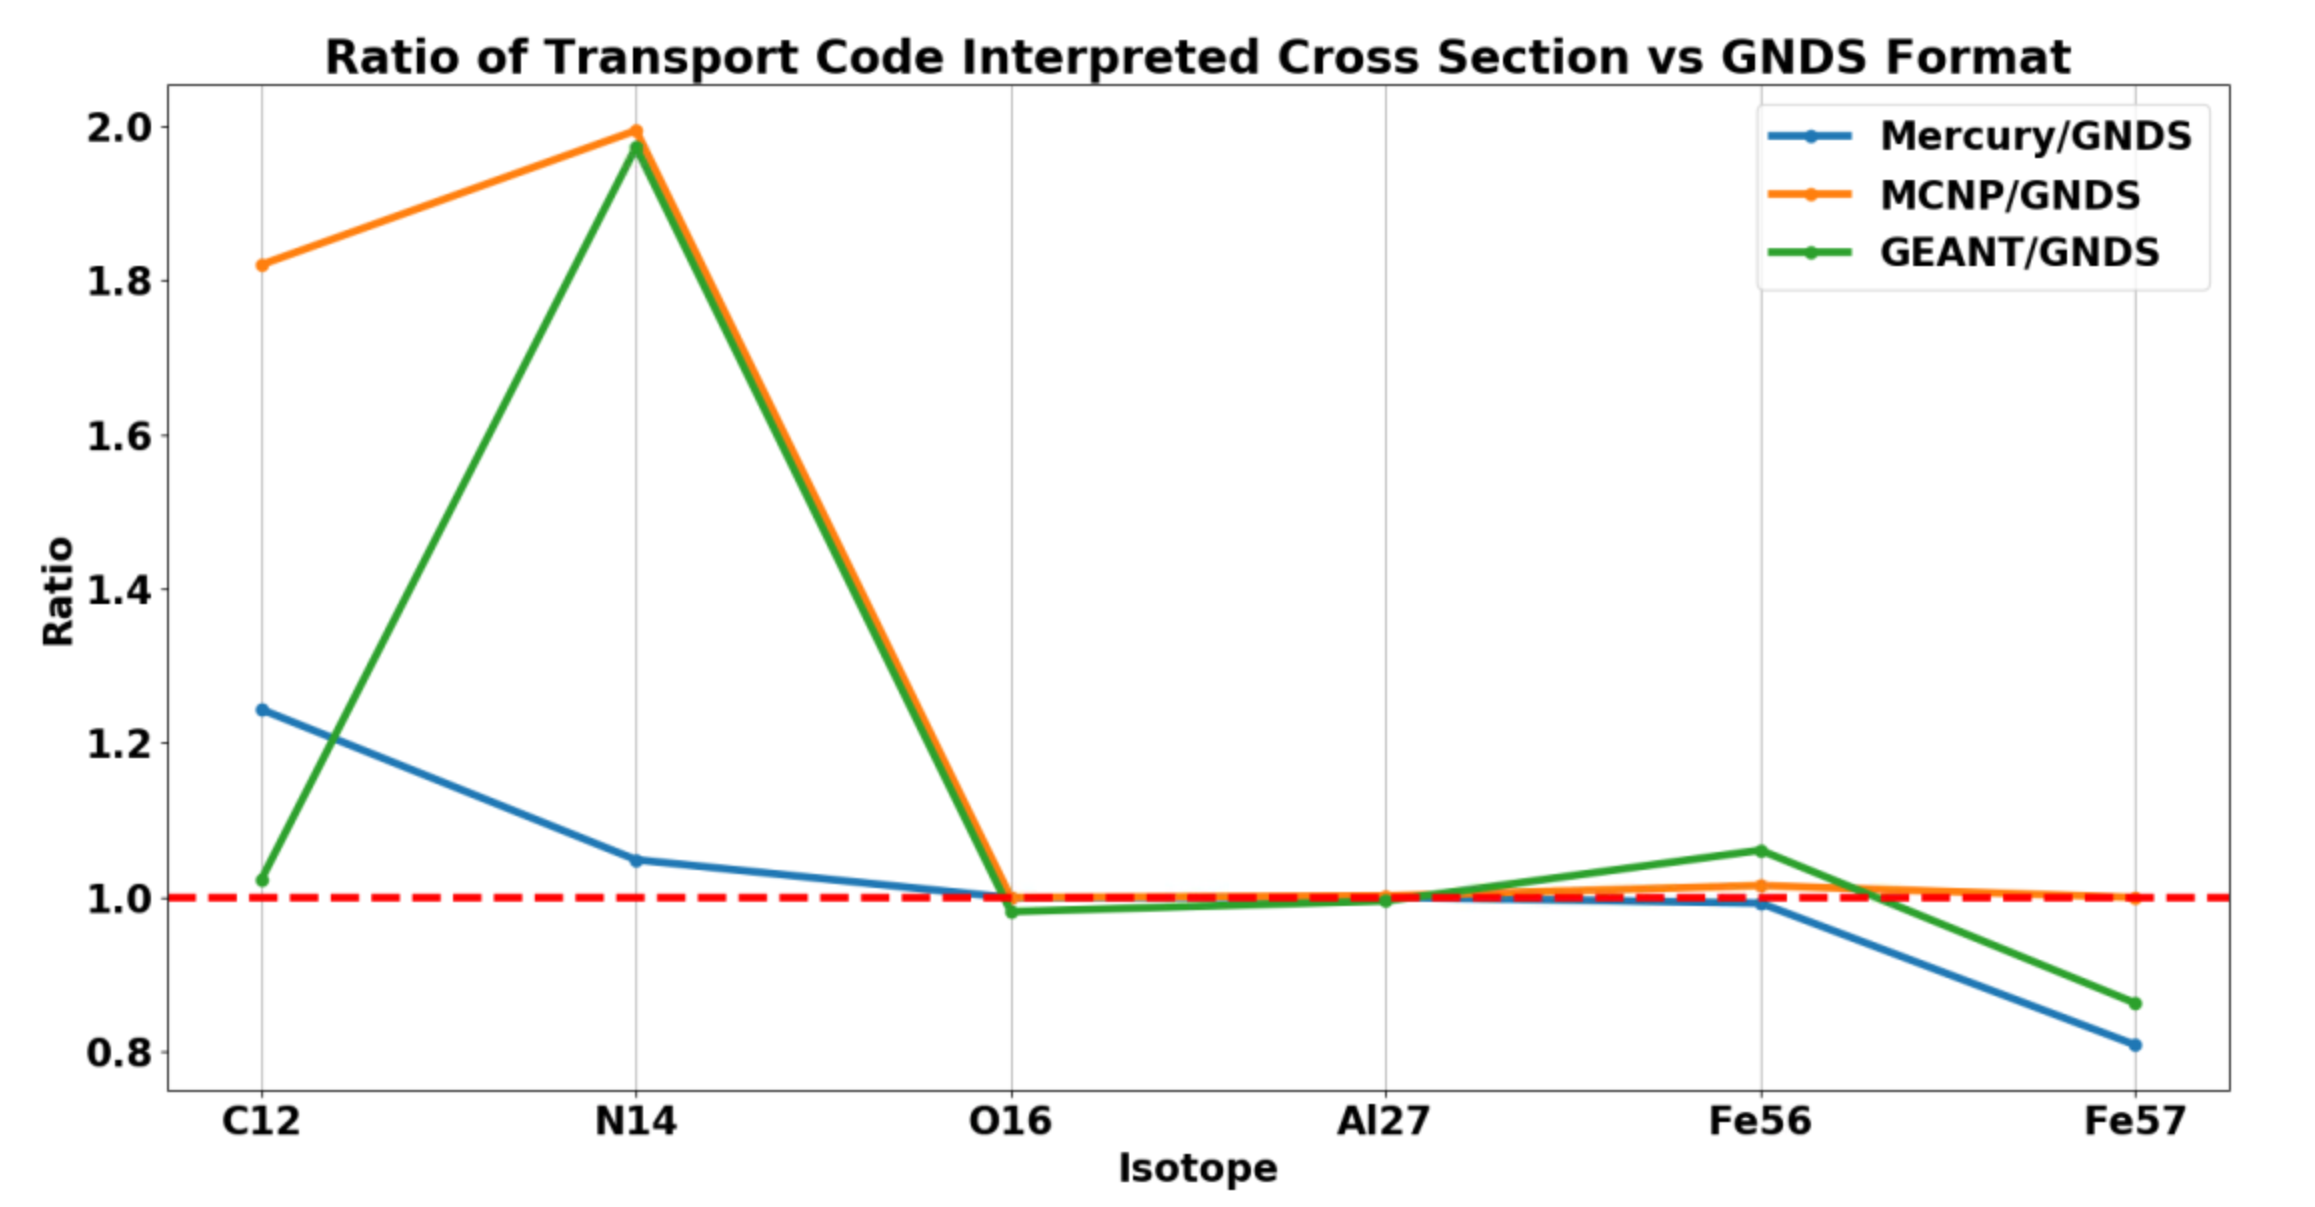 Ratio of Transport Code Interpreted Cross Section vs GNDS Format
Mercury/GNDS
MCNP/GNDS
GEANT/GNDS
Ratio
2.0
1.8
1.6
1.4
1.2
1.0
0.8
C12 N14 O16 Al27 Fe56 Fe57
Isotope